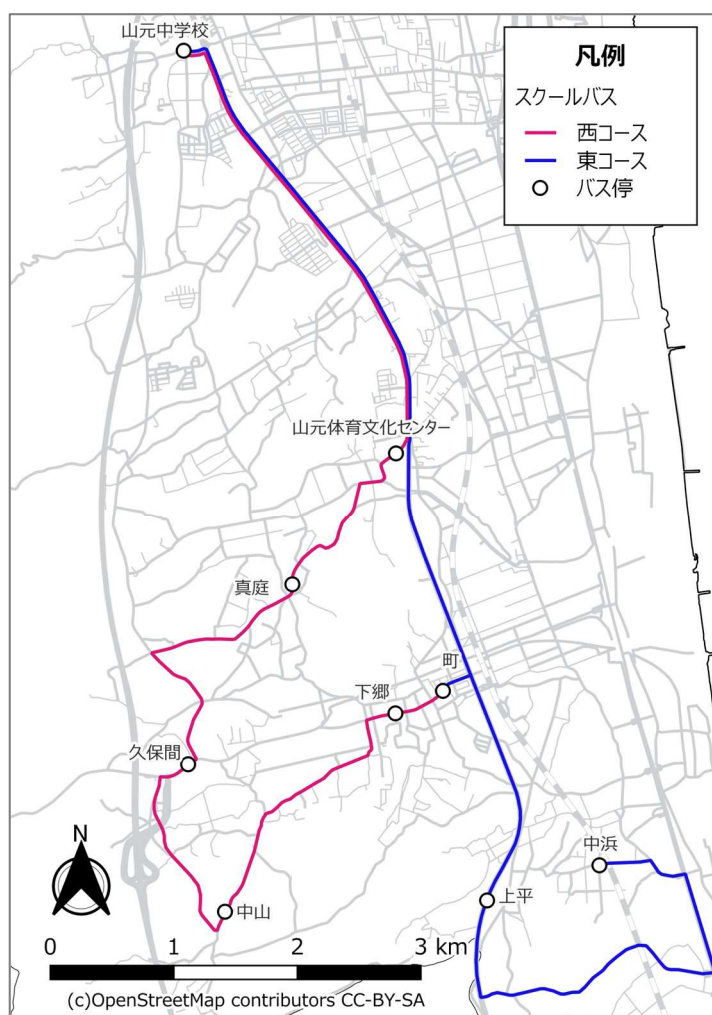 山元中学校
凡例
スクールバス
西コース
東コース
バス停
山元体育文化センター
真庭
町
下郷
久保間
中浜
N
上平
中山
0 1 2 3 km
(c)OpenStreetMap contributors CC-BY-SA